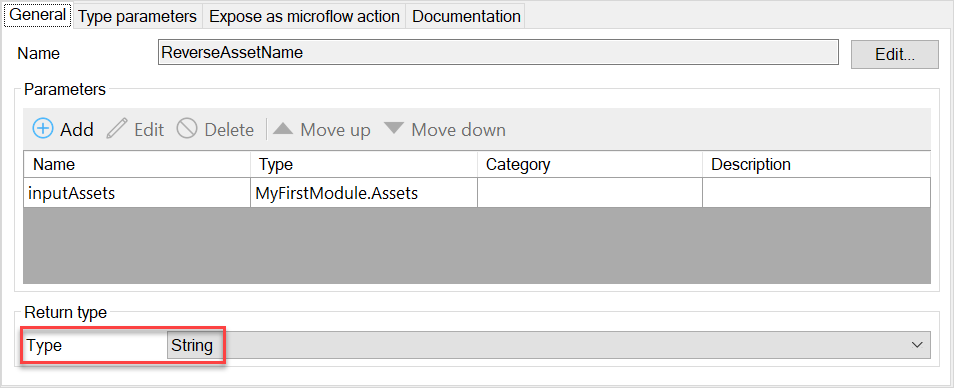 General Type parameters Expose as microflow action Documentation
Name ReverseAssetName Edit...
Parameters
Add Edit Delete Move up Move down
Name Type Category Description
inputAssets MyFirstModule.Assets
Return type
Type String